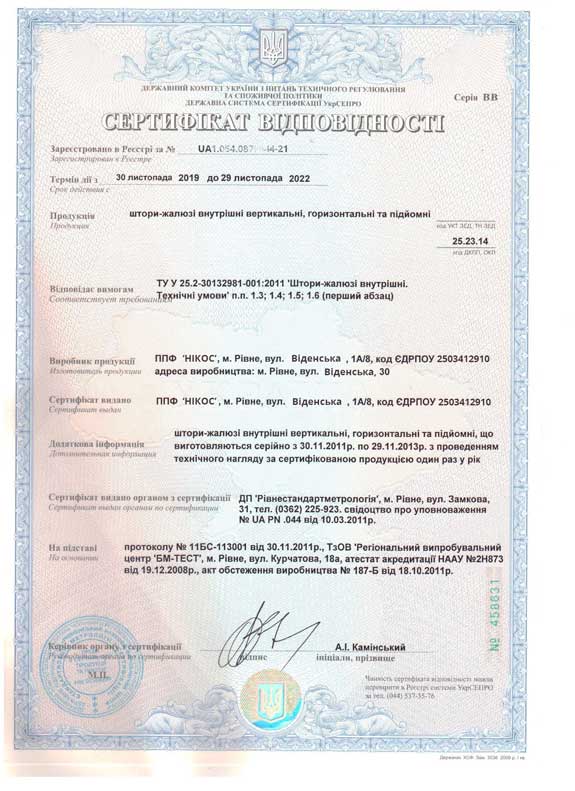 ДЕРЖАВНИЙ КОМІТЕТ УКРАЇНИ З ПИТАНЬ ТЕХНІЧНОГО РЕГУЛЮВАННЯ
ТА СПОЖИВЧОЇ ПОЛІТИКИ
ДЕРЖАВНА СИСТЕМА СЕРТИФІКАЦІЇ УкрСЕПРО
Серія ВВ
СЕРТИФІКАТ ВІДПОВІДНОСТІ
Зареєстровано в Реєстрі за №
Зарегистрирован в Реестре
Термін дії з 30 листопада 2019 до 29 листопада 2022
Срок действия с
Продукція штори-жалюзі внутрішні вертикальні, горизонтальні та підйомні
Продукция
код УКТ ЗЕД, ТН ЗЕД
25.23.14
код ДКПП, ОКП
Відповідає вимогам ТУ У 25.2-30132981-001:2011 'Штори-жалюзі внутрішні.
Соответствует требованиям Технічні умови' п.п. 1.3; 1.4; 1.5; 1.6 (перший абзац)
Виробник продукції ППФ 'НІКОС', м. Рівне, вул. Віденська , 1А/8, код ЄДРПОУ 2503412910
Изготовитель продукции адреса виробництва: м. Рівне, вул. Віденська, 30
Сертифікат видано ППФ 'НІКОС', м. Рівне, вул. Віденська , 1А/8, код ЄДРПОУ 2503412910
Сертификат выдан
штори-жалюзі внутрішні вертикальні, горизонтальні та підйомні, що
Додаткова інформація виготовляються серійно з 30.11.2011р. по 29.11.2013р. з проведенням
Дополнительная информация технічного нагляду за сертифікованою продукцією один раз у рік
Сертифікат видано органом з сертифікації ДП 'Рівнестандартметрологія', м. Рівне, вул. Замкова,
Сертификат выдан органом по сертификации 31, тел. (0362) 225-923. свідоцтво про уповноваження
№ UA PN .044 від 10.03.2011р.
На підставі протоколу № 11БС-113001 від 30.11.2011р., ТзОВ 'Регіональний випробувальний
На основании центр 'БМ-ТЕСТ', м. Рівне, вул. Курчатова, 18а, атестат акредитації НААУ №2Н873
від 19.12.2008р., акт обстеження виробництва № 187-Б від 18.10.2011р.
№ 458631
Керівник органу з сертифікації А.І. Камінський
Руководитель органа по сертификации підпис ініціали, прізвище
М.П.
Чинність сертифіката відповідності можна
перевірити в Реєстрі системи УкрСЕПРО
за тел. (044) 537-35-76